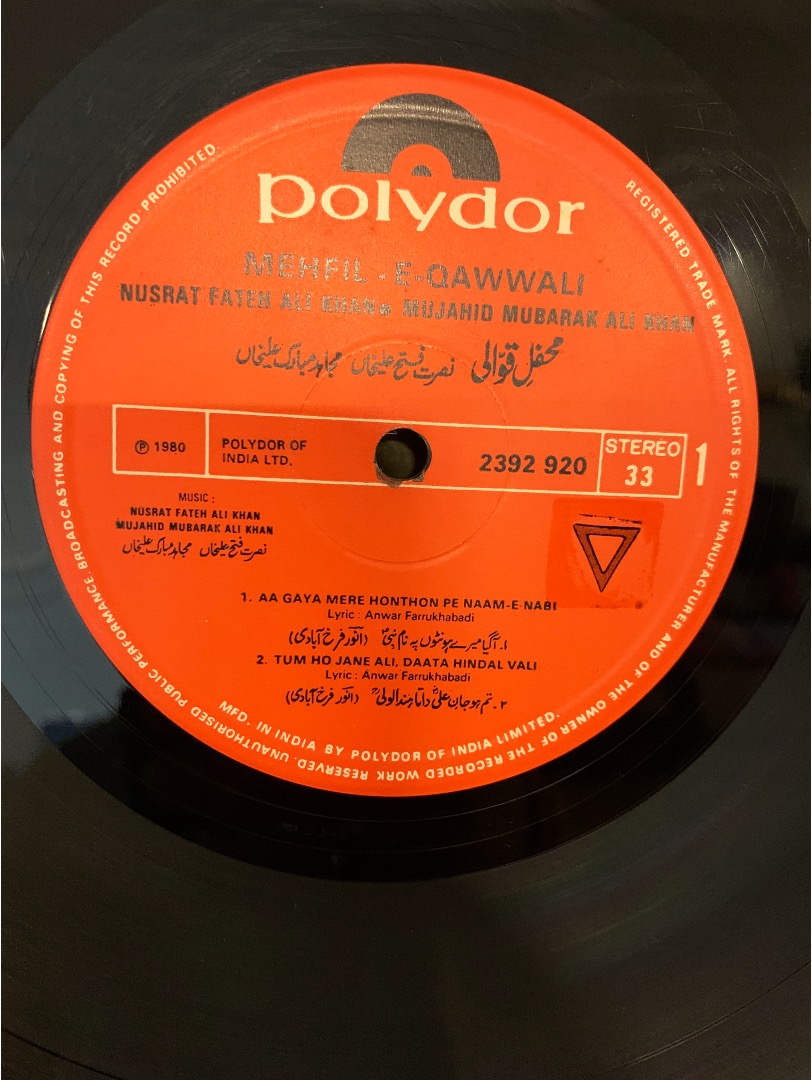 polydor
MEHFIL - E - QAWWALI
NUSRAT FATEH ALI KHAN • MUJAHID MUBARAK ALI KHAN
محفلِ قوّالی نصرت فتح علیخاں مجاہد مبارک علیخاں
℗ 1980
POLYDOR OF
INDIA LTD.
2392 920
STEREO
33
1
MUSIC :
NUSRAT FATEH ALI KHAN
MUJAHID MUBARAK ALI KHAN
نصرت فتح علیخاں مجاہد مبارک علیخاں
1. AA GAYA MERE HONTHON PE NAAM-E-NABI
Lyric : Anwar Farrukhabadi
۱۔ آگیا میرے ہونٹوں پہ نامِ نبیؐ (انور فرخ آبادی)
2. TUM HO JANE ALI, DAATA HINDAL VALI
Lyric : Anwar Farrukhabadi
۲۔ تم ہو جانِ علیؓ داتا ہندالولیؒ (انور فرخ آبادی)
MFD. IN INDIA BY POLYDOR OF INDIA LIMITED.
REGISTERED TRADE MARK. ALL RIGHTS OF THE MANUFACTURER AND OF THE OWNER OF THE RECORDED WORK RESERVED. UNAUTHORISED PUBLIC PERFORMANCE. BROADCASTING AND COPYING OF THIS RECORD PROHIBITED.